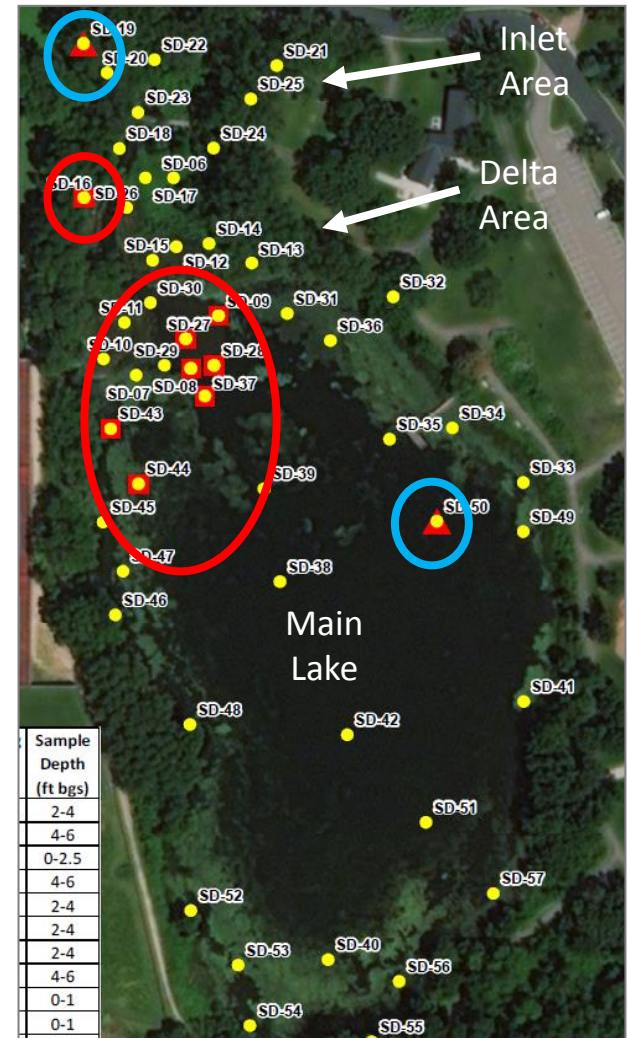 SD-19
SD-22
SD-20
SD-21
Inlet
Area
SD-25
SD-23
SD-18
SD-24
SD-06
SD-16
SD-26
SD-17
Delta
Area
SD-14
SD-15
SD-12
SD-13
SD-32
SD-30
SD-09
SD-31
SD-11
SD-27
SD-36
SD-10
SD-29
SD-28
SD-07
SD-08
SD-37
SD-43
SD-35
SD-34
SD-44
SD-39
SD-33
SD-45
SD-50
SD-49
SD-47
SD-38
SD-46
Main
Lake
SD-41
SD-48
SD-42
Sample
Depth
(ft bgs)
2-4
4-6
0-2.5
4-6
2-4
2-4
2-4
4-6
0-1
0-1
SD-51
SD-57
SD-52
SD-53
SD-40
SD-56
SD-54
SD-55